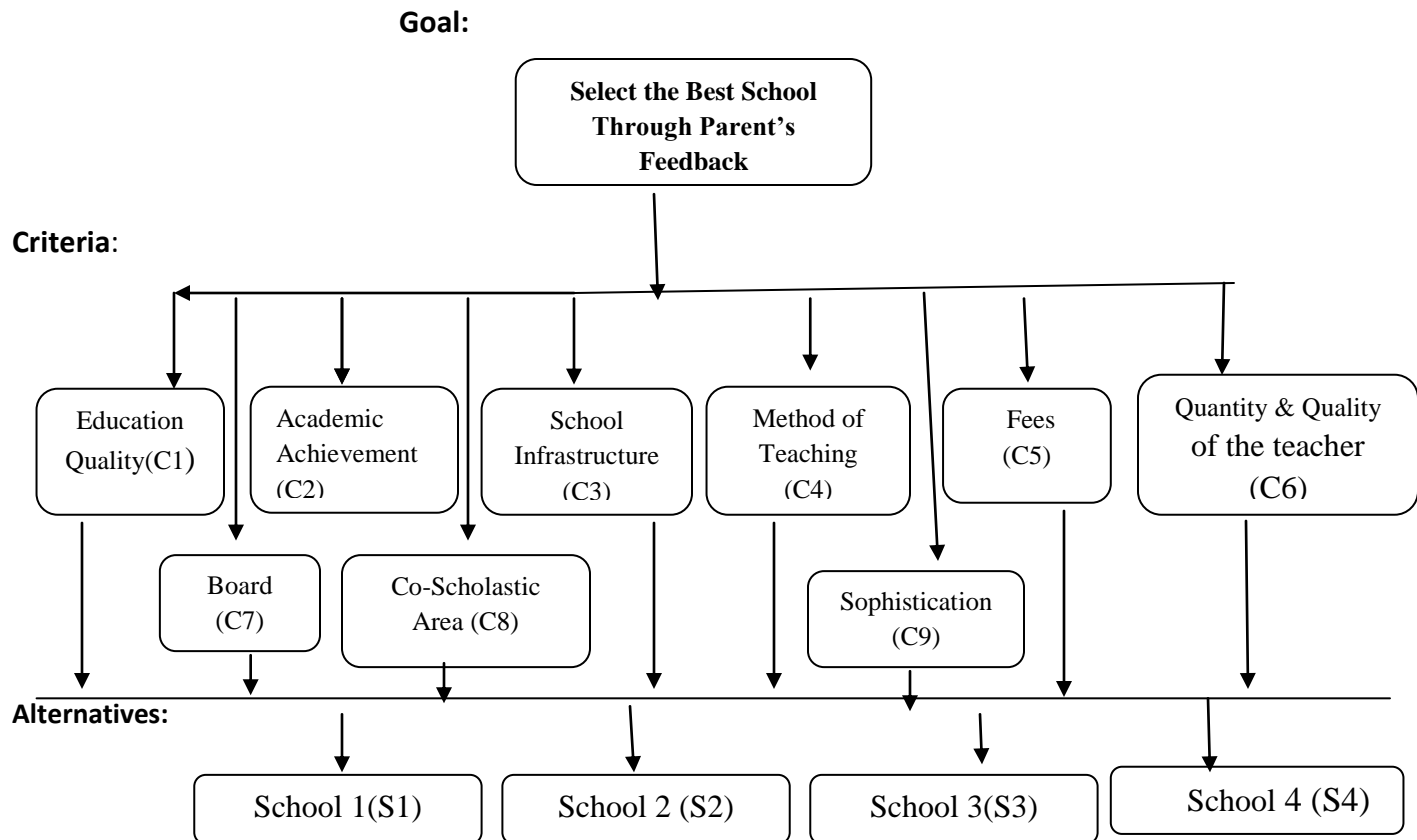 Goal:
Select the Best School
Through Parent’s
Feedback
Criteria:
Education
Quality(C1)
Academic
Achievement
(C2)
School
Infrastructure
(C3)
Method of
Teaching
(C4)
Fees
(C5)
Quantity & Quality
of the teacher
(C6)
Board
(C7)
Co-Scholastic
Area (C8)
Sophistication
(C9)
Alternatives:
School 1(S1)
School 2 (S2)
School 3(S3)
School 4 (S4)